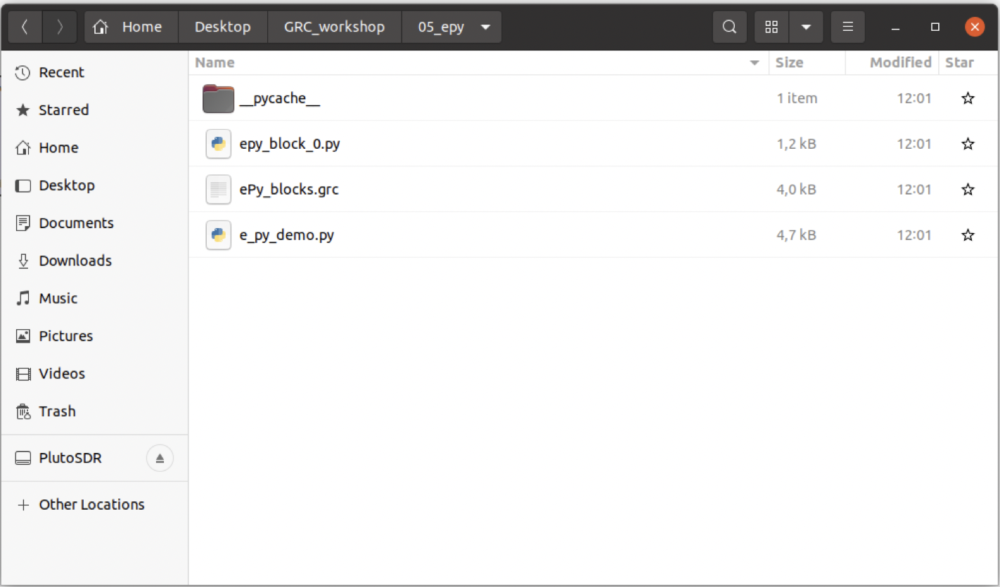 Home Desktop GRC_workshop 05_epy
Recent
Starred
Home
Desktop
Documents
Downloads
Music
Pictures
Videos
Trash
PlutoSDR
Other Locations
Name Size Modified Star
__pycache__ 1 item 12:01
epy_block_0.py 1,2 kB 12:01
ePy_blocks.grc 4,0 kB 12:01
e_py_demo.py 4,7 kB 12:01